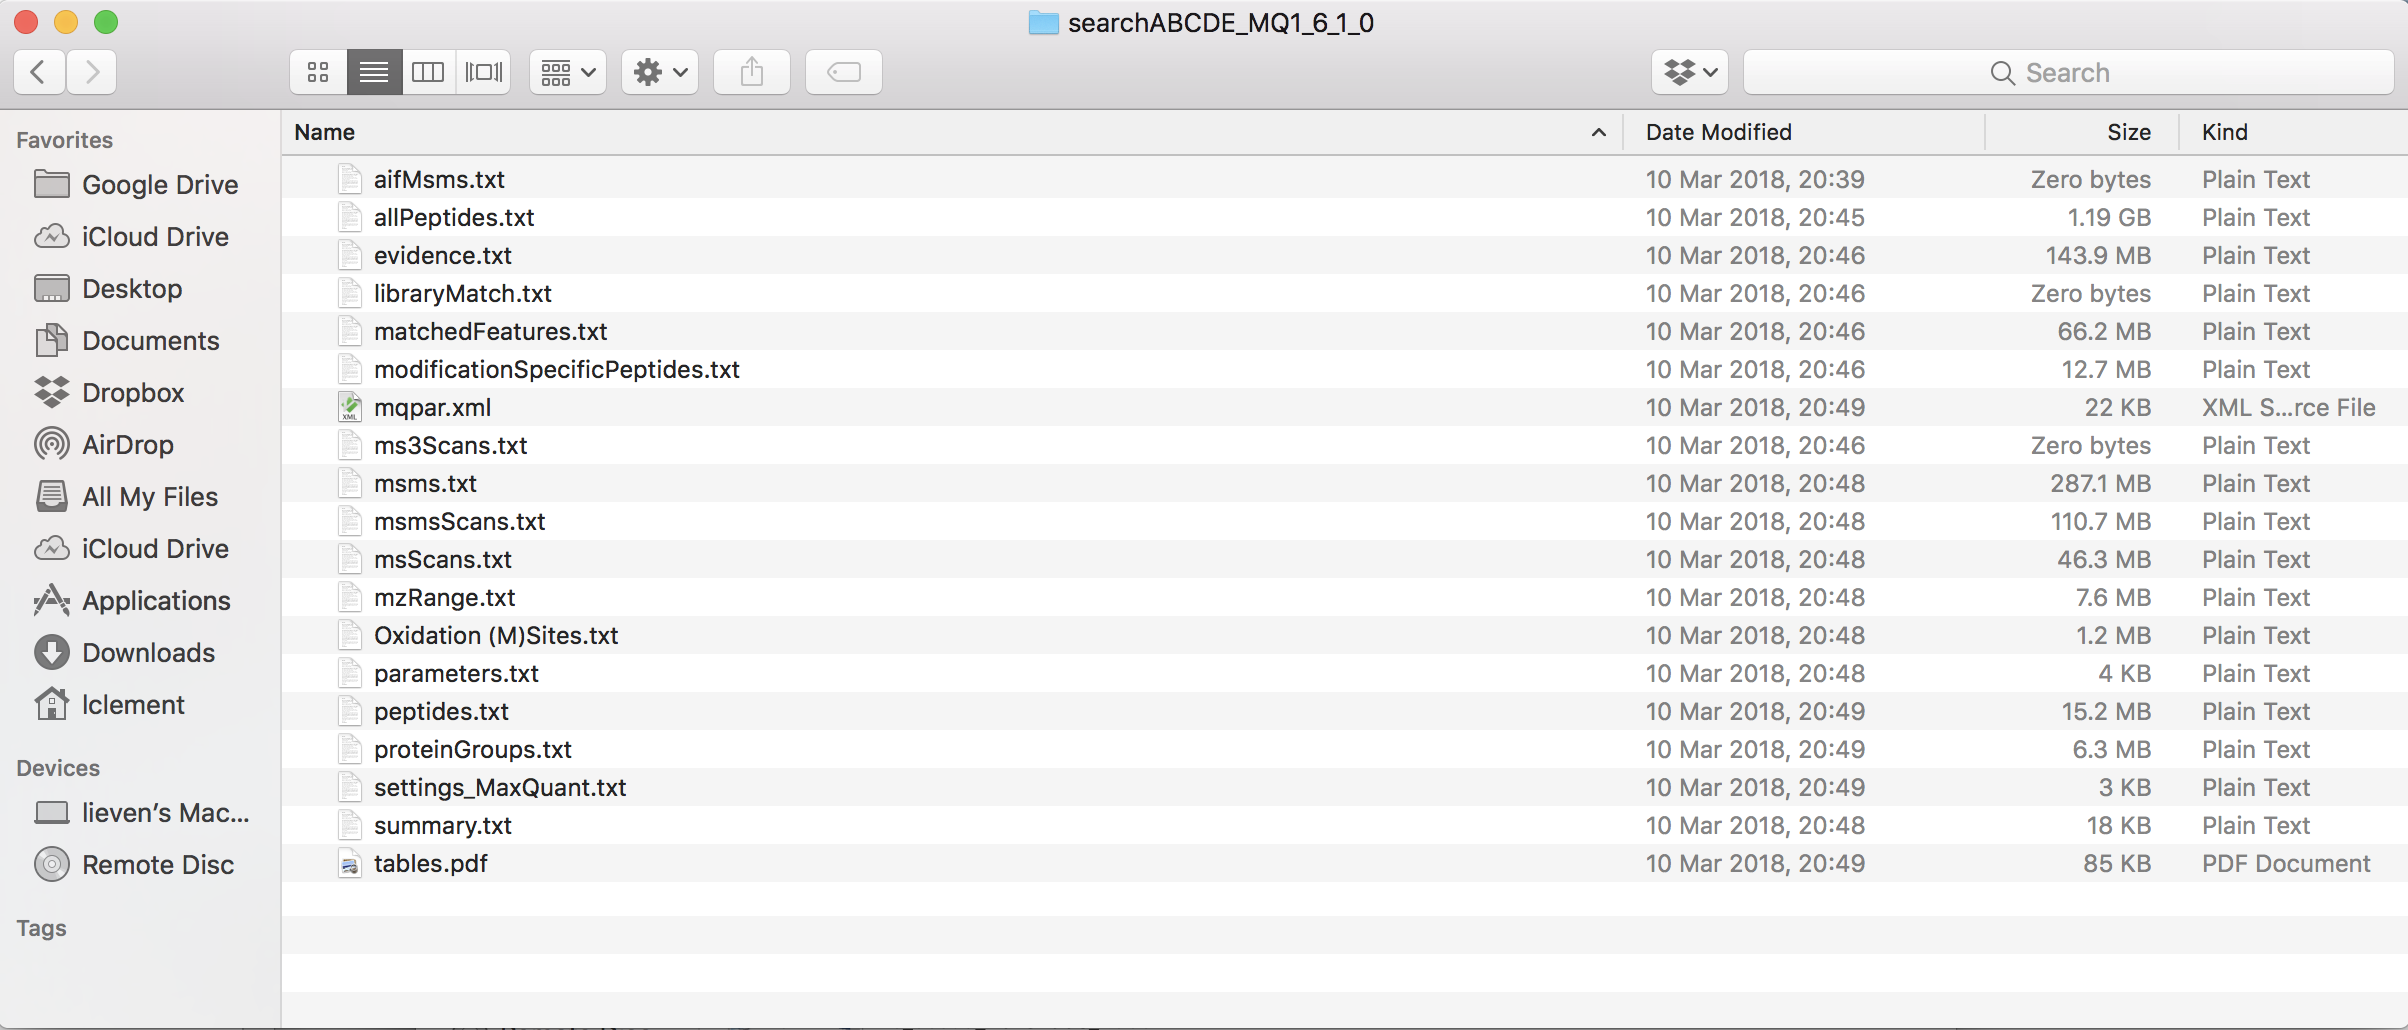 searchABCDE_MQ1_6_1_0
Search
Favorites
Google Drive
iCloud Drive
Desktop
Documents
Dropbox
AirDrop
All My Files
iCloud Drive
Applications
Downloads
lclement
Devices
lieven's Mac...
Remote Disc
Tags
Name Date Modified Size Kind
aifMsms.txt 10 Mar 2018, 20:39 Zero bytes Plain Text
allPeptides.txt 10 Mar 2018, 20:45 1.19 GB Plain Text
evidence.txt 10 Mar 2018, 20:46 143.9 MB Plain Text
libraryMatch.txt 10 Mar 2018, 20:46 Zero bytes Plain Text
matchedFeatures.txt 10 Mar 2018, 20:46 66.2 MB Plain Text
modificationSpecificPeptides.txt 10 Mar 2018, 20:46 12.7 MB Plain Text
mqpar.xml 10 Mar 2018, 20:49 22 KB XML S...rce File
ms3Scans.txt 10 Mar 2018, 20:46 Zero bytes Plain Text
msms.txt 10 Mar 2018, 20:48 287.1 MB Plain Text
msmsScans.txt 10 Mar 2018, 20:48 110.7 MB Plain Text
msScans.txt 10 Mar 2018, 20:48 46.3 MB Plain Text
mzRange.txt 10 Mar 2018, 20:48 7.6 MB Plain Text
Oxidation (M)Sites.txt 10 Mar 2018, 20:48 1.2 MB Plain Text
parameters.txt 10 Mar 2018, 20:48 4 KB Plain Text
peptides.txt 10 Mar 2018, 20:49 15.2 MB Plain Text
proteinGroups.txt 10 Mar 2018, 20:49 6.3 MB Plain Text
settings_MaxQuant.txt 10 Mar 2018, 20:49 3 KB Plain Text
summary.txt 10 Mar 2018, 20:48 18 KB Plain Text
tables.pdf 10 Mar 2018, 20:49 85 KB PDF Document